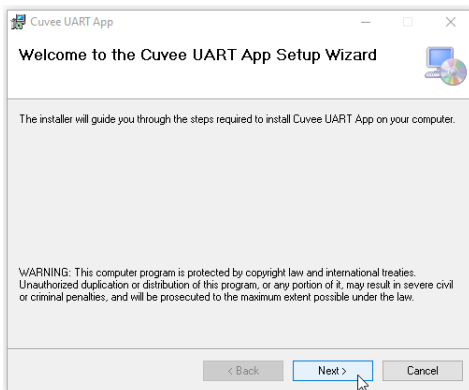 Cuvee UART App
Welcome to the Cuvee UART App Setup Wizard
The installer will guide you through the steps required to install Cuvee UART App on your computer.
WARNING: This computer program is protected by copyright law and international treaties.
Unauthorized duplication or distribution of this program, or any portion of it, may result in severe civil
or criminal penalties, and will be prosecuted to the maximum extent possible under the law.
< Back Next > Cancel